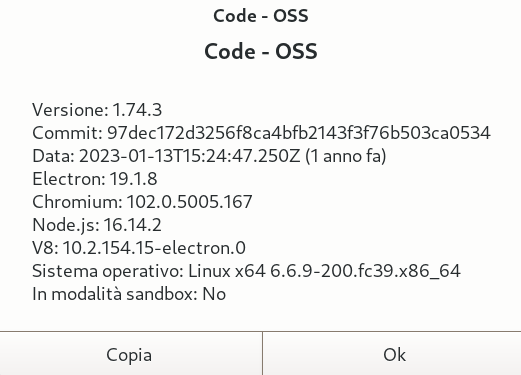 Code - OSS
Code - OSS
Versione: 1.74.3
Commit: 97dec172d3256f8ca4bfb2143f3f76b503ca0534
Data: 2023-01-13T15:24:47.250Z (1 anno fa)
Electron: 19.1.8
Chromium: 102.0.5005.167
Node.js: 16.14.2
V8: 10.2.154.15-electron.0
Sistema operativo: Linux x64 6.6.9-200.fc39.x86_64
In modalità sandbox: No
Copia
Ok